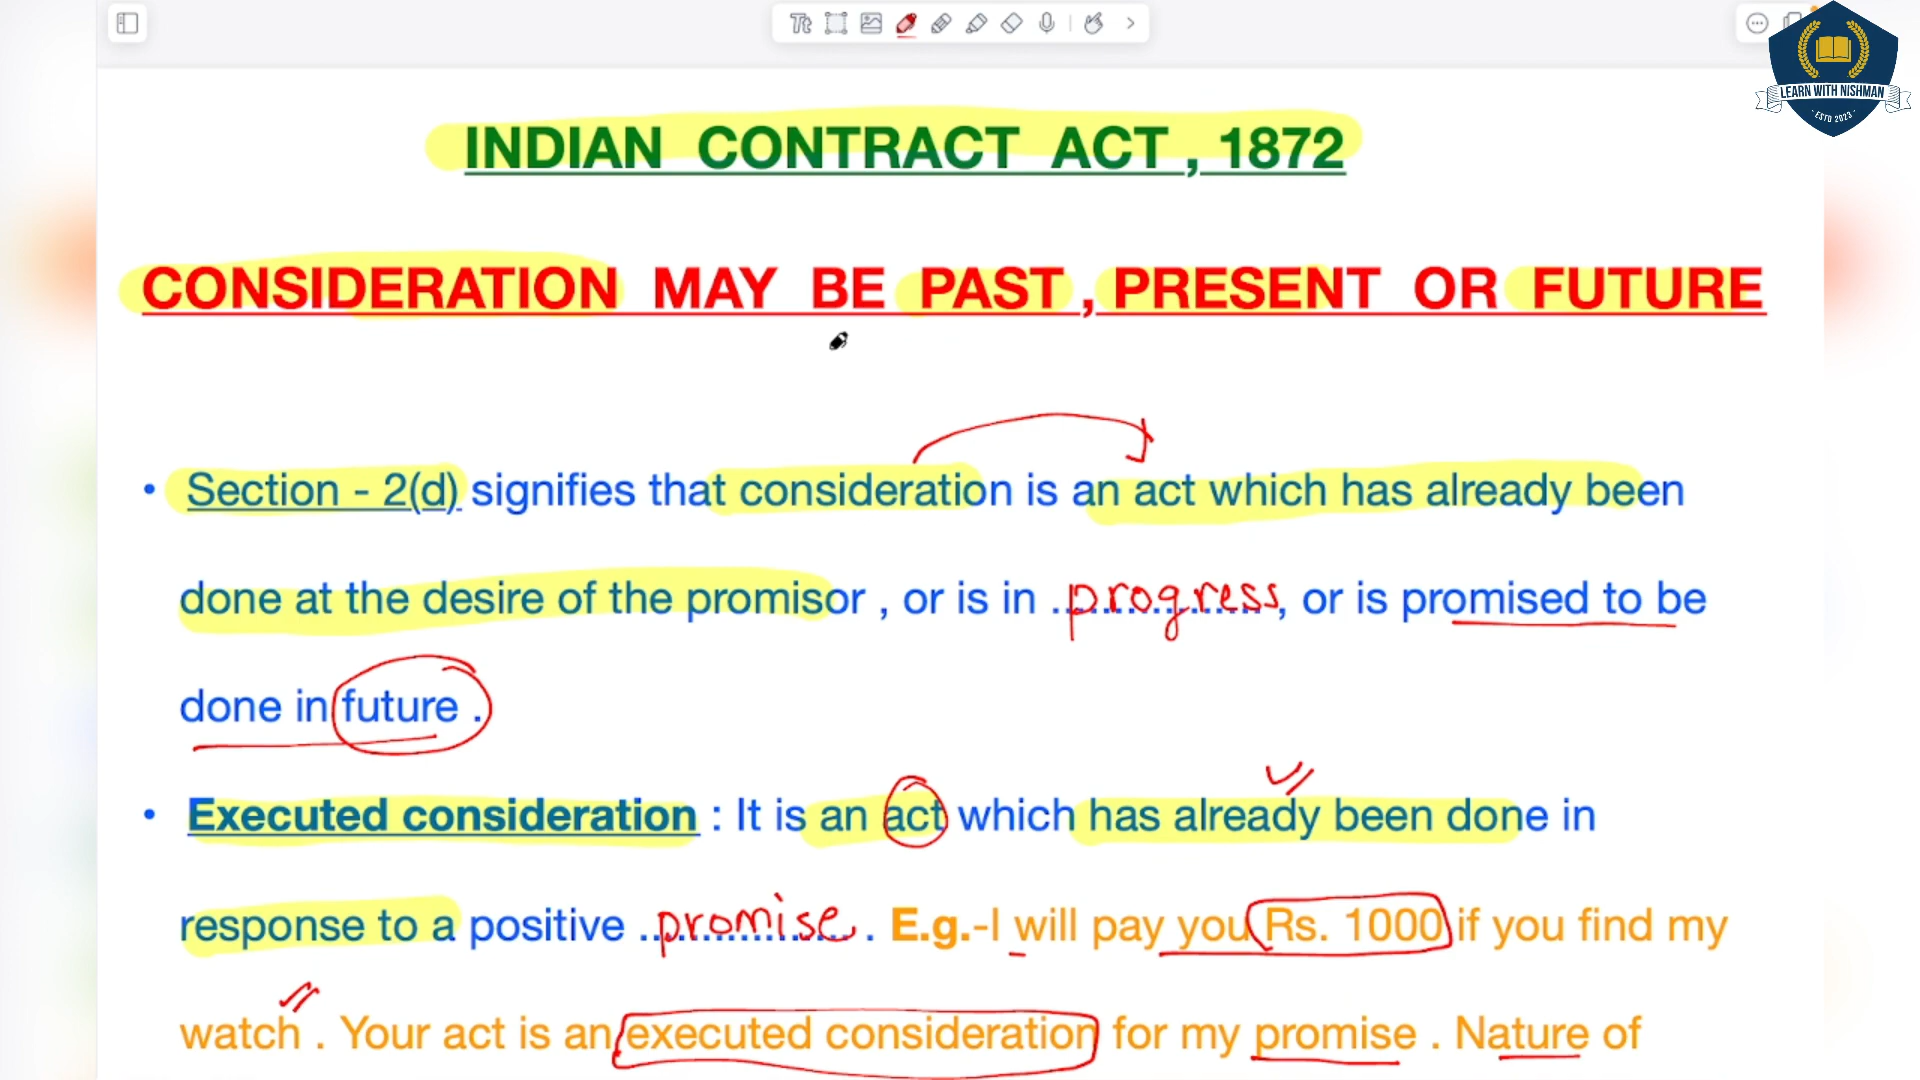 Tt
LEARN WITH NISHMAN
· ESTD 2023 ·
INDIAN CONTRACT ACT , 1872
CONSIDERATION MAY BE PAST , PRESENT OR FUTURE
• Section - 2(d) signifies that consideration is an act which has already been
done at the desire of the promisor , or is in progress, or is promised to be
done in future .
• Executed consideration : It is an act which has already been done in
response to a positive promise . E.g.-I will pay you Rs. 1000 if you find my
watch . Your act is an executed consideration for my promise . Nature of